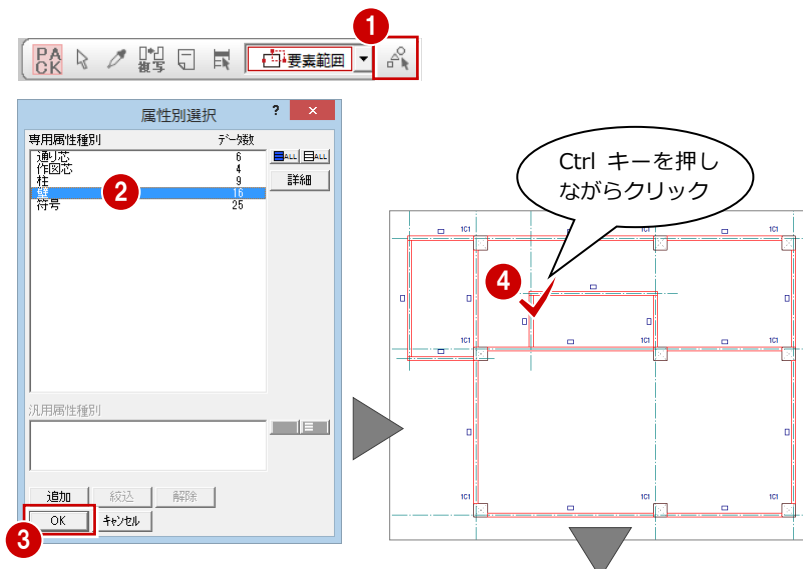 1
PA
CK
複写
要素範囲
属性別選択 ? ×
専用属性種別 データ数
通り芯 6
作図芯 4
柱 9
壁 16
符号 25
ALL ALL
詳細
2
汎用属性種別
追加 絞込 解除
OK キャンセル
3
Ctrl キーを押し
ながらクリック
4
1C1 1C1 1C1
1C1 1C1 1C1
1C1 1C1 1C1